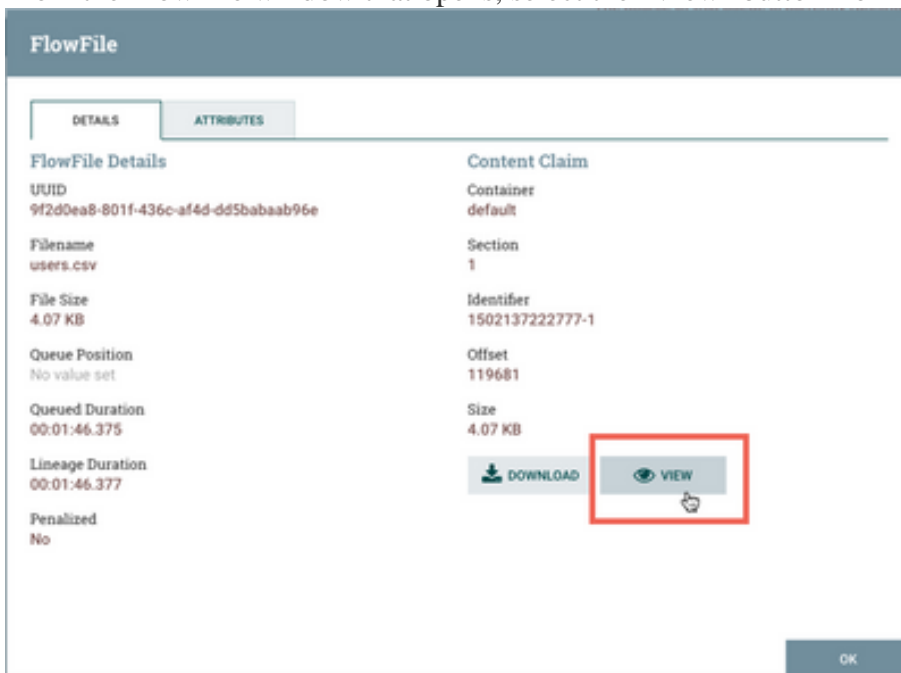 FlowFile
DETAILS
ATTRIBUTES
FlowFile Details
UUID
9f2d0ea8-801f-436c-af4d-dd5babaab96e
Filename
users.csv
File Size
4.07 KB
Queue Position
No value set
Queued Duration
00:01:46.375
Lineage Duration
00:01:46.377
Penalized
No
Content Claim
Container
default
Section
1
Identifier
1502137222777-1
Offset
119681
Size
4.07 KB
DOWNLOAD
VIEW
OK